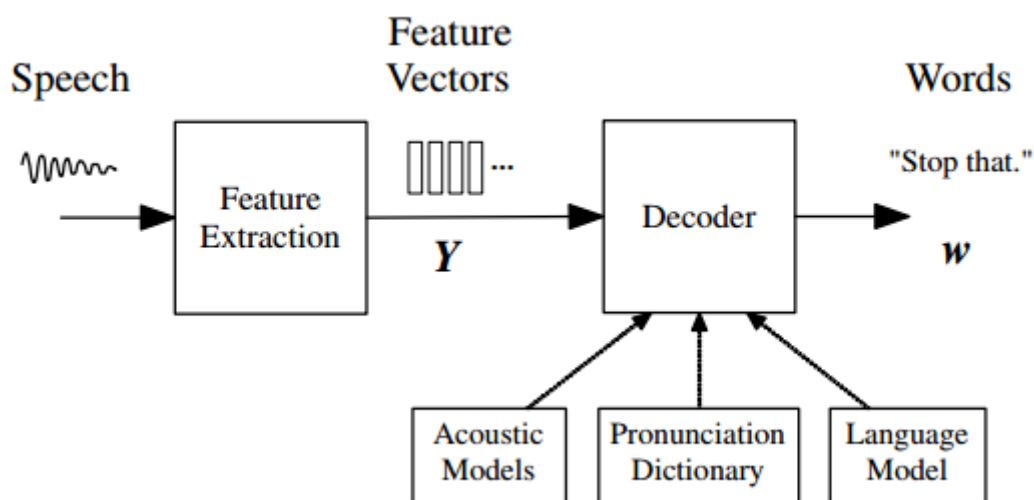 Speech
Feature
Vectors
Words
"Stop that."
...
Feature
Extraction
Decoder
Y
w
Acoustic
Models
Pronunciation
Dictionary
Language
Model